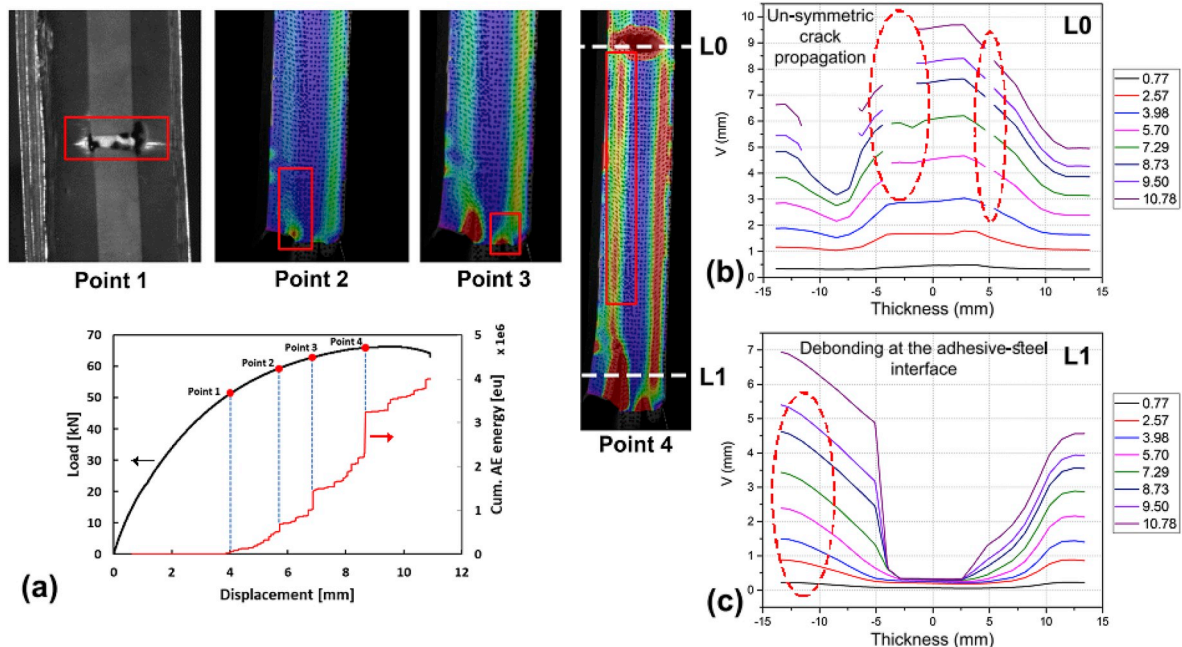 Point 1
Point 2
Point 3
L0
L1
Point 4
(a)
70
60
50
40
30
20
10
0
Load [kN]
Point 1
Point 2
Point 3
Point 4
5
4
3
2
1
0
x 1e6
Cum. AE energy [eu]
0 2 4 6 8 10 12
Displacement [mm]
Un-symmetric
crack
propagation
L0
10
9
8
7
6
5
4
3
2
1
0
V (mm)
-15 -10 -5 0 5 10 15
Thickness (mm)
(b)
0.77
2.57
3.98
5.70
7.29
8.73
9.50
10.78
Debonding at the adhesive-steel
interface
L1
7
6
5
4
3
2
1
0
V (mm)
-15 -10 -5 0 5 10 15
Thickness (mm)
(c)
0.77
2.57
3.98
5.70
7.29
8.73
9.50
10.78